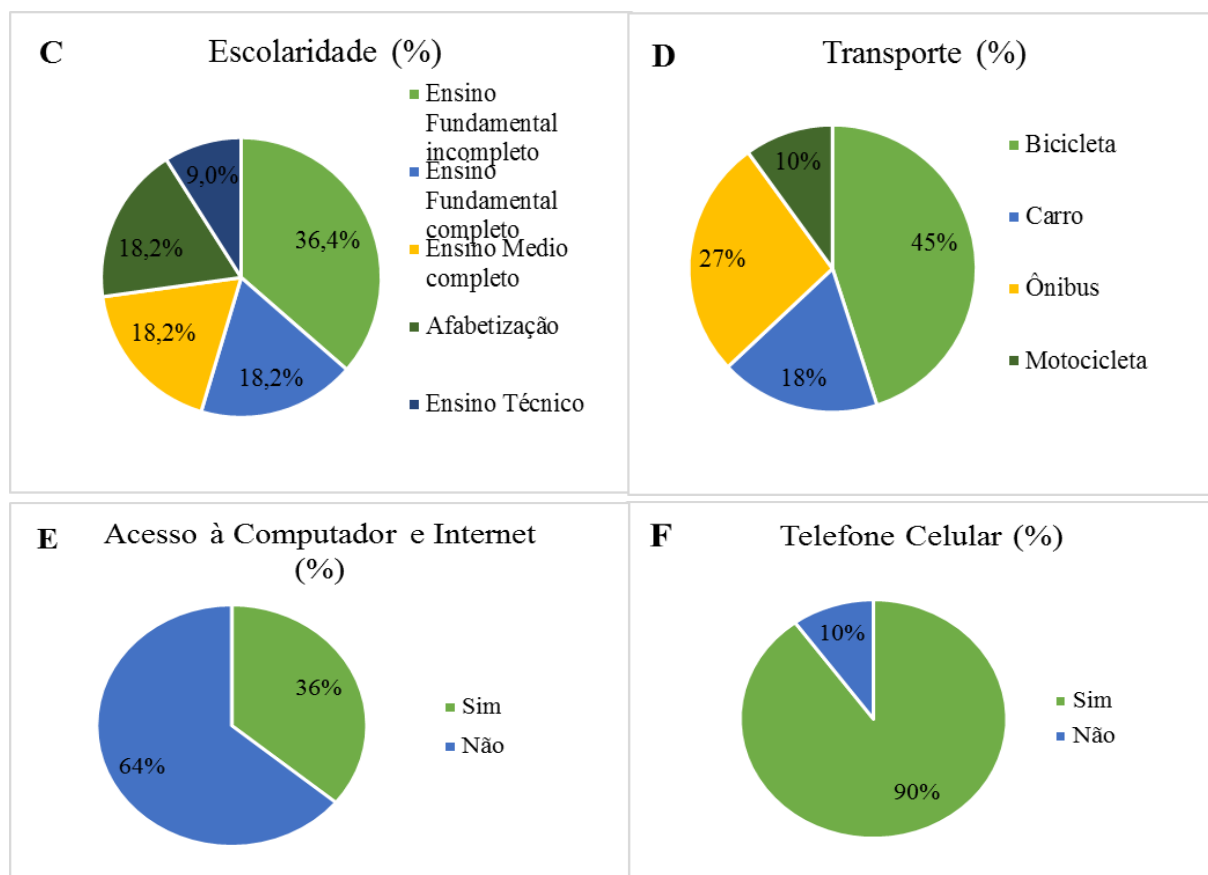 C
Escolaridade (%)
Ensino
Fundamental
incompleto
Ensino
Fundamental
completo
Ensino Medio
completo
Afabetização
Ensino Técnico
9,0%
36,4%
18,2%
18,2%
18,2%
D
Transporte (%)
Bicicleta
Carro
Ônibus
Motocicleta
10%
45%
27%
18%
E
Acesso à Computador e Internet
(%)
36%
64%
Sim
Não
F
Telefone Celular (%)
10%
90%
Sim
Não